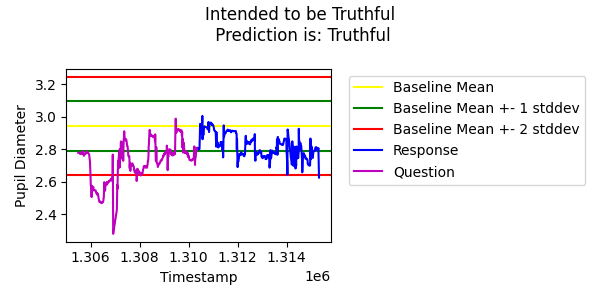 Intended to be Truthful
Prediction is: Truthful
3.2
3.0
2.8
2.6
2.4
Pupil Diameter
1.306
1.308
1.310
1.312
1.314
1e6
Timestamp
Baseline Mean
Baseline Mean +- 1 stddev
Baseline Mean +- 2 stddev
Response
Question